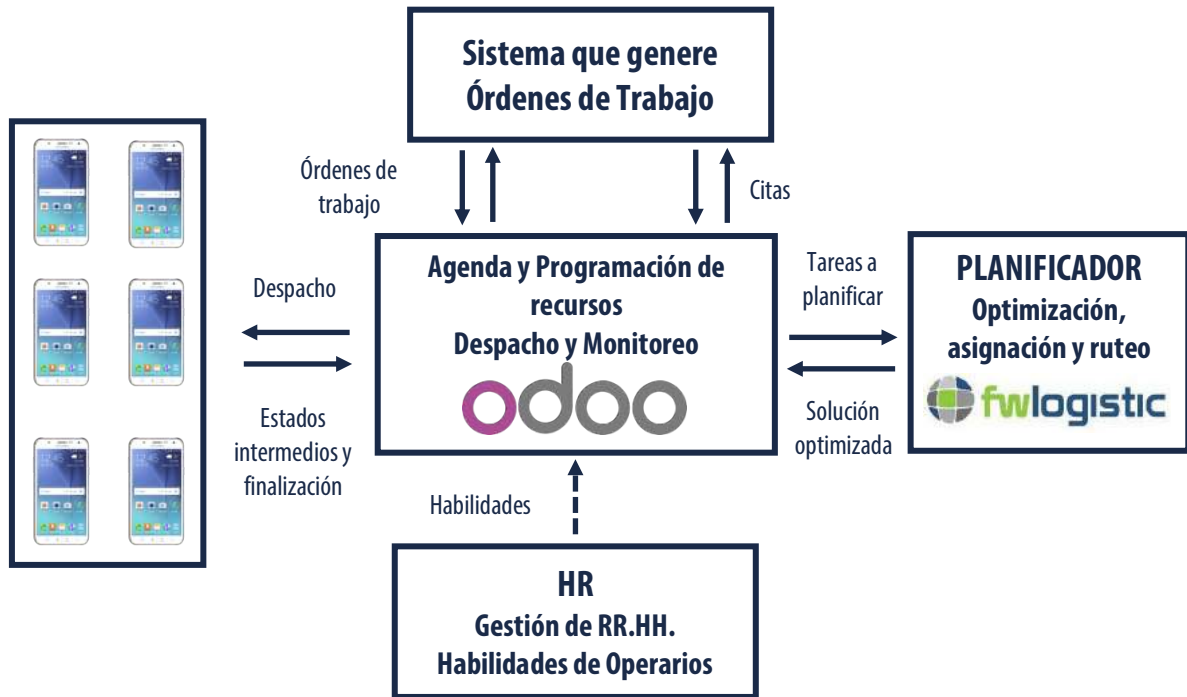 Sistema que genere
Órdenes de Trabajo
Órdenes de
trabajo
Citas
Agenda y Programación de
recursos
Despacho y Monitoreo
odoo
Despacho
Estados
intermedios y
finalización
Tareas a
planificar
Solución
optimizada
PLANIFICADOR
Optimización,
asignación y ruteo
fwlogistic
Habilidades
HR
Gestión de RR.HH.
Habilidades de Operarios